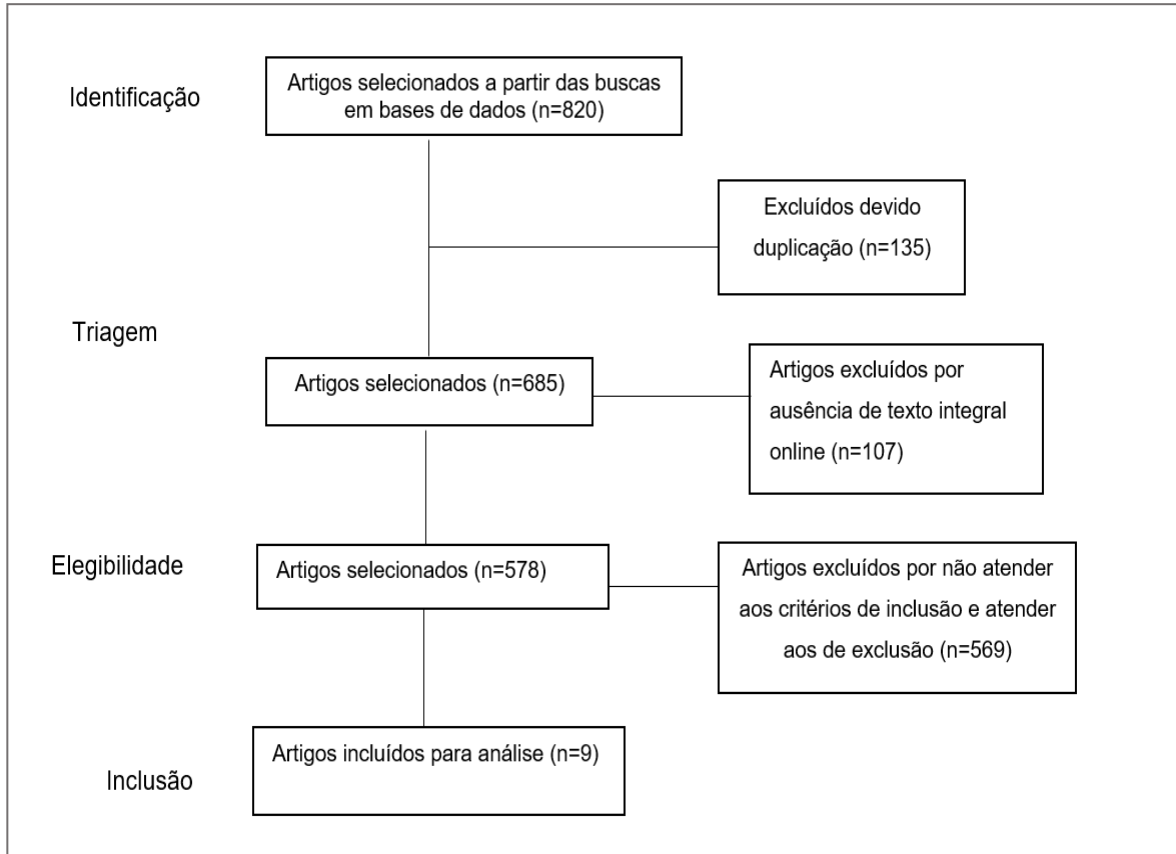 Identificação
Artigos selecionados a partir das buscas
em bases de dados (n=820)
Excluídos devido
duplicação (n=135)
Triagem
Artigos selecionados (n=685)
Artigos excluídos por
ausência de texto integral
online (n=107)
Elegibilidade
Artigos selecionados (n=578)
Artigos excluídos por não atender
aos critérios de inclusão e atender
aos de exclusão (n=569)
Inclusão
Artigos incluídos para análise (n=9)